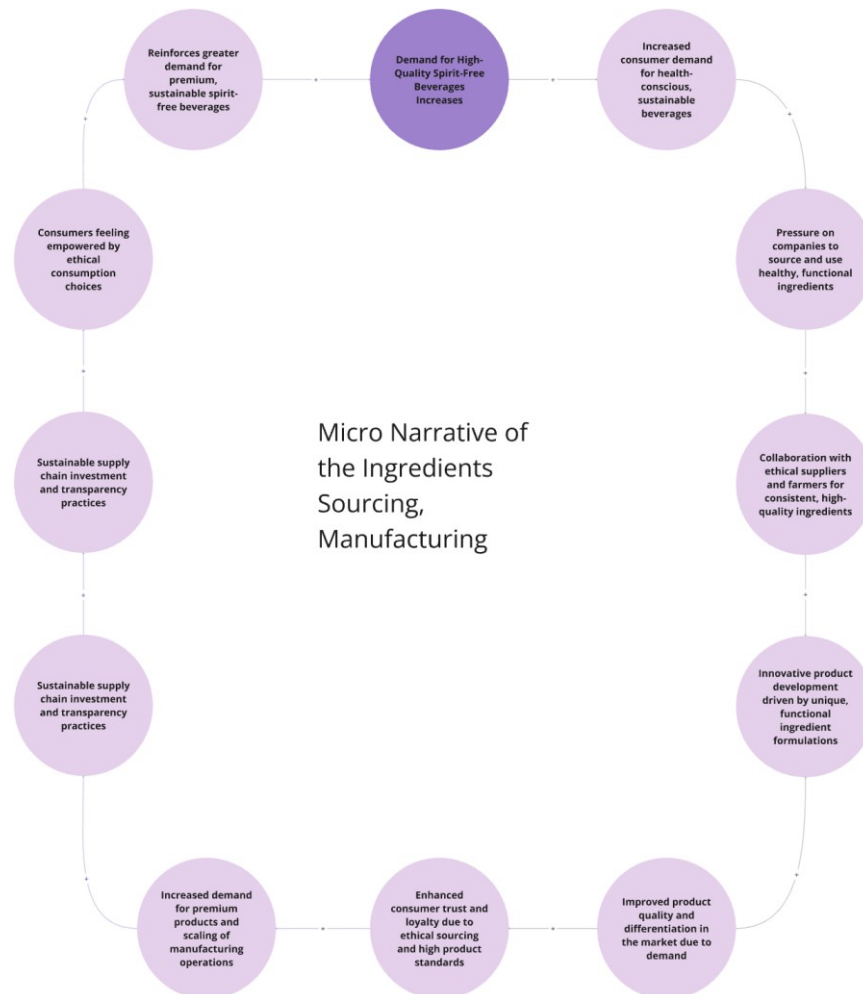 Reinforces greater
demand for
premium,
sustainable spirit-
free beverages
Demand for High-
Quality Spirit-Free
Beverages
Increases
Increased
consumer demand
for health-
conscious,
sustainable
beverages
Pressure on
companies to
source and use
healthy, functional
ingredients
Collaboration with
ethical suppliers
and farmers for
consistent, high-
quality ingredients
Innovative product
development
driven by unique,
functional
ingredient
formulations
Improved product
quality and
differentiation in
the market due to
demand
Enhanced
consumer trust and
loyalty due to
ethical sourcing
and high product
standards
Increased demand
for premium
products and
scaling of
manufacturing
operations
Sustainable supply
chain investment
and transparency
practices
Sustainable supply
chain investment
and transparency
practices
Consumers feeling
empowered by
ethical
consumption
choices
Micro Narrative of
the Ingredients
Sourcing,
Manufacturing